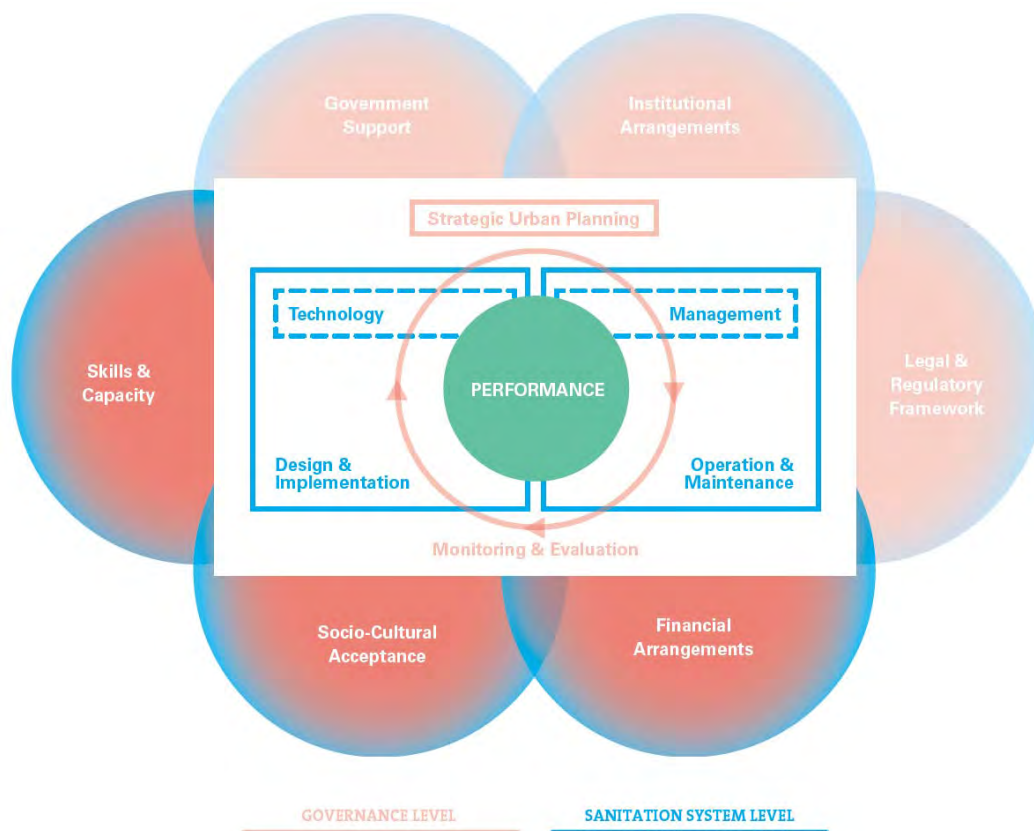 Government
Support
Institutional
Arrangements
Strategic Urban Planning
Technology
Management
Skills &
Capacity
PERFORMANCE
Legal &
Regulatory
Framework
Design &
Implementation
Operation &
Maintenance
Monitoring & Evaluation
Socio-Cultural
Acceptance
Financial
Arrangements
GOVERNANCE LEVEL
SANITATION SYSTEM LEVEL